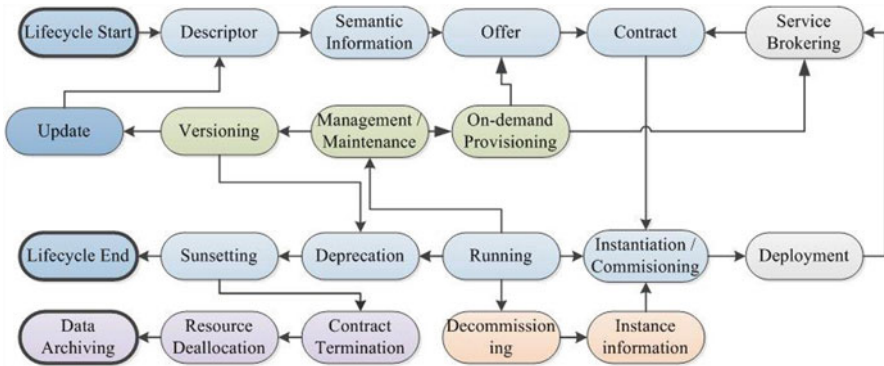 Lifecycle Start
Descriptor
Semantic
Information
Offer
Contract
Service
Brokering
Update
Versioning
Management /
Maintenance
On-demand
Provisioning
Lifecycle End
Sunsetting
Deprecation
Running
Instantiation /
Commisioning
Deployment
Data
Archiving
Resource
Deallocation
Contract
Termination
Decommission
ing
Instance
information